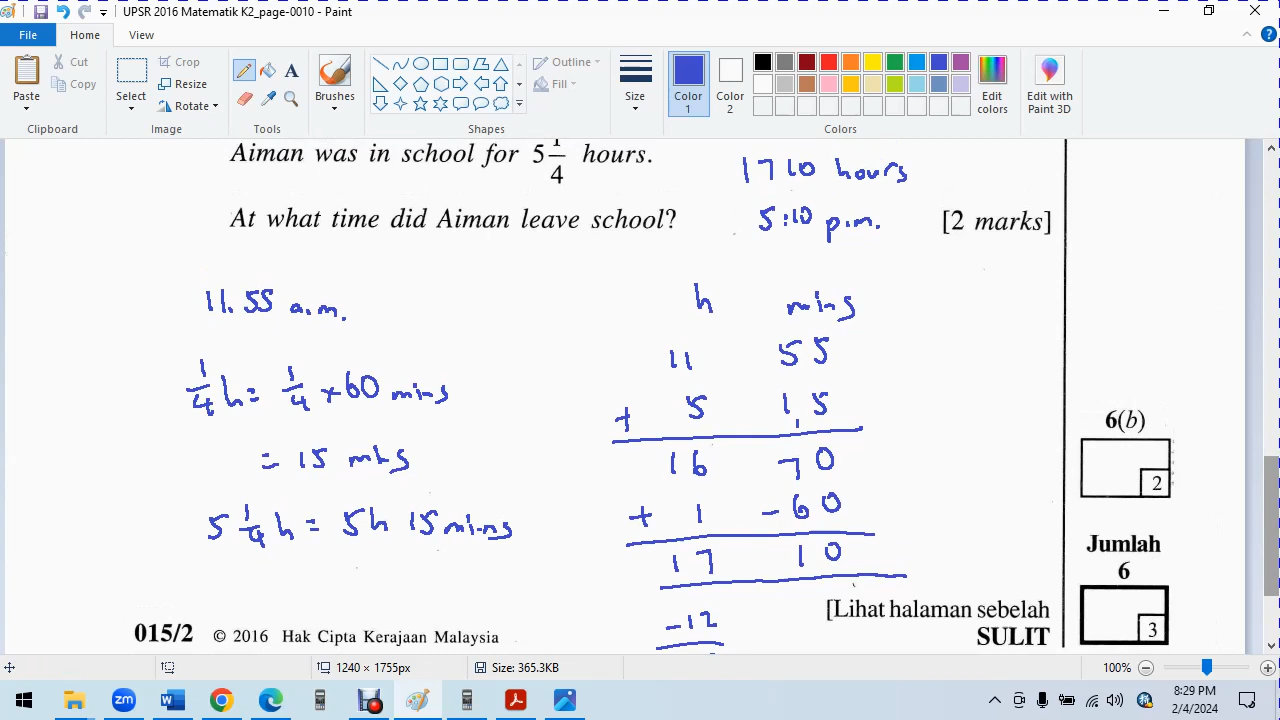 UPSR 2016 Matematik K2_page-0010 - Paint
File Home View
Paste Cut Copy
Clipboard
Select Crop Resize Rotate
Image
Tools
Brushes
Outline Fill
Shapes
Size
Color 1 Color 2
Edit colors
Edit with Paint 3D
Colors
Aiman was in school for 5 1/4 hours.
1710 hours
At what time did Aiman leave school?
5:10 p.m.
[2 marks]
11.55 a.m.
1/4 h = 1/4 × 60 mins
= 15 mins
5 1/4 h = 5h 15 mins
h mins
11 55
+ 5 15
16 70
+ 1 - 60
17 10
- 12
6(b)
2
Jumlah
6
3
[Lihat halaman sebelah
SULIT
015/2 © 2016 Hak Cipta Kerajaan Malaysia
1240 × 1755px
Size: 365.3KB
100%
8:29 PM
2/4/2024